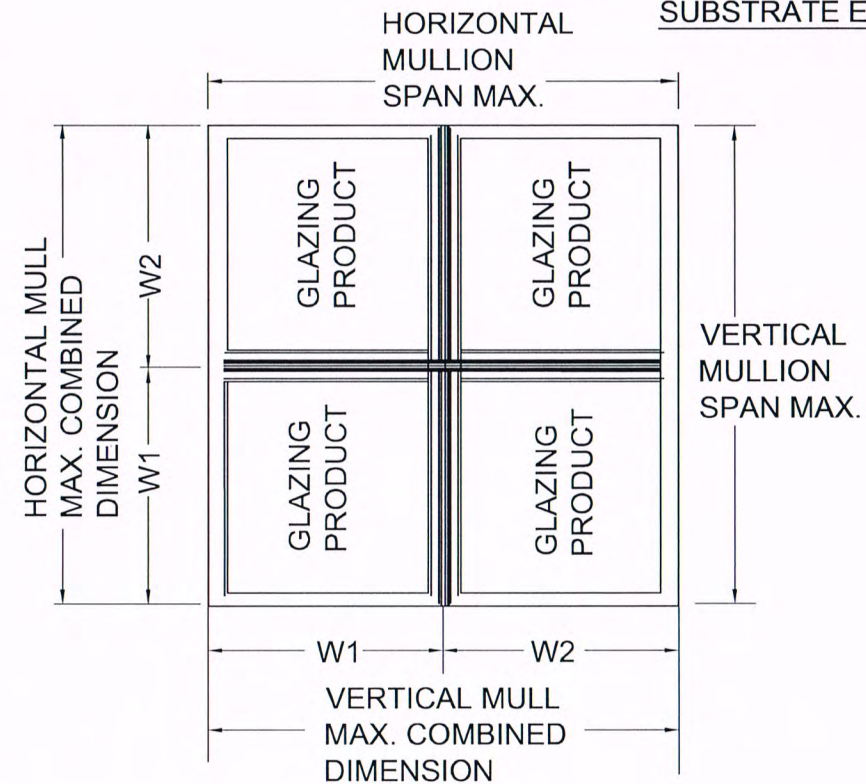 SUBSTRATE E
HORIZONTAL
MULLION
SPAN MAX.
HORIZONTAL MULL
MAX. COMBINED
DIMENSION
W2
W1
GLAZING
PRODUCT
GLAZING
PRODUCT
GLAZING
PRODUCT
GLAZING
PRODUCT
VERTICAL
MULLION
SPAN MAX.
W1
W2
VERTICAL MULL
MAX. COMBINED
DIMENSION